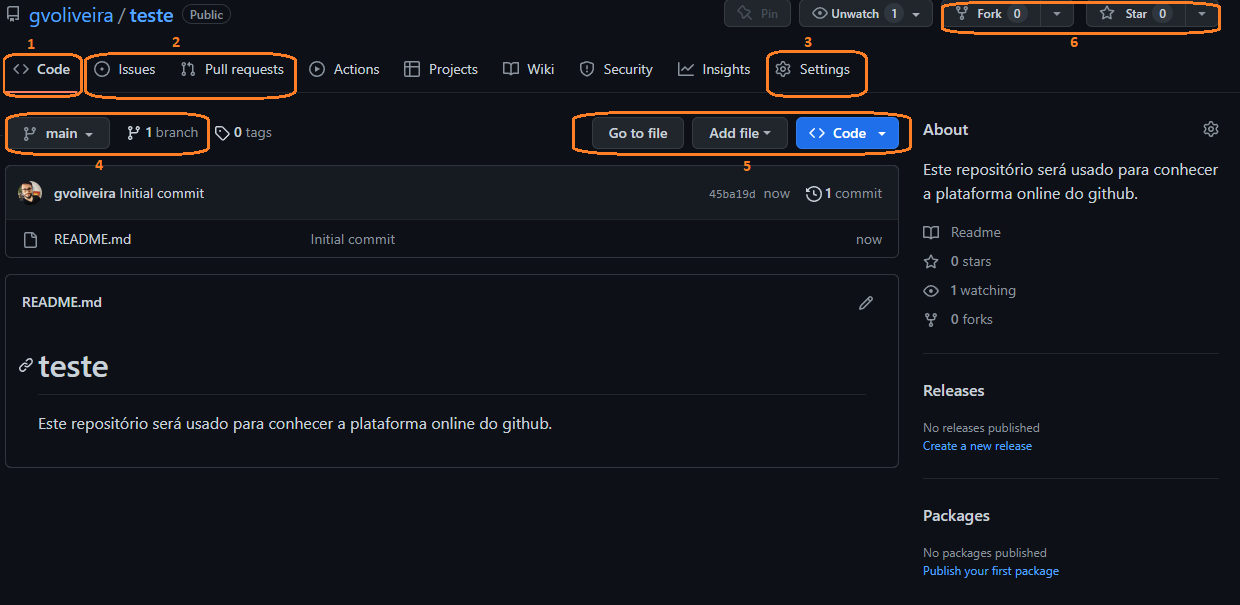 gvoliveira / teste Public
Pin Unwatch 1 Fork 0 Star 0
1 2 3 6
Code Issues Pull requests Actions Projects Wiki Security Insights Settings
main 1 branch 0 tags Go to file Add file Code
4 5
gvoliveira Initial commit 45ba19d now 1 commit
README.md Initial commit now
README.md
teste
Este repositório será usado para conhecer a plataforma online do github.
About
Este repositório será usado para conhecer
a plataforma online do github.
Readme
0 stars
1 watching
0 forks
Releases
No releases published
Create a new release
Packages
No packages published
Publish your first package